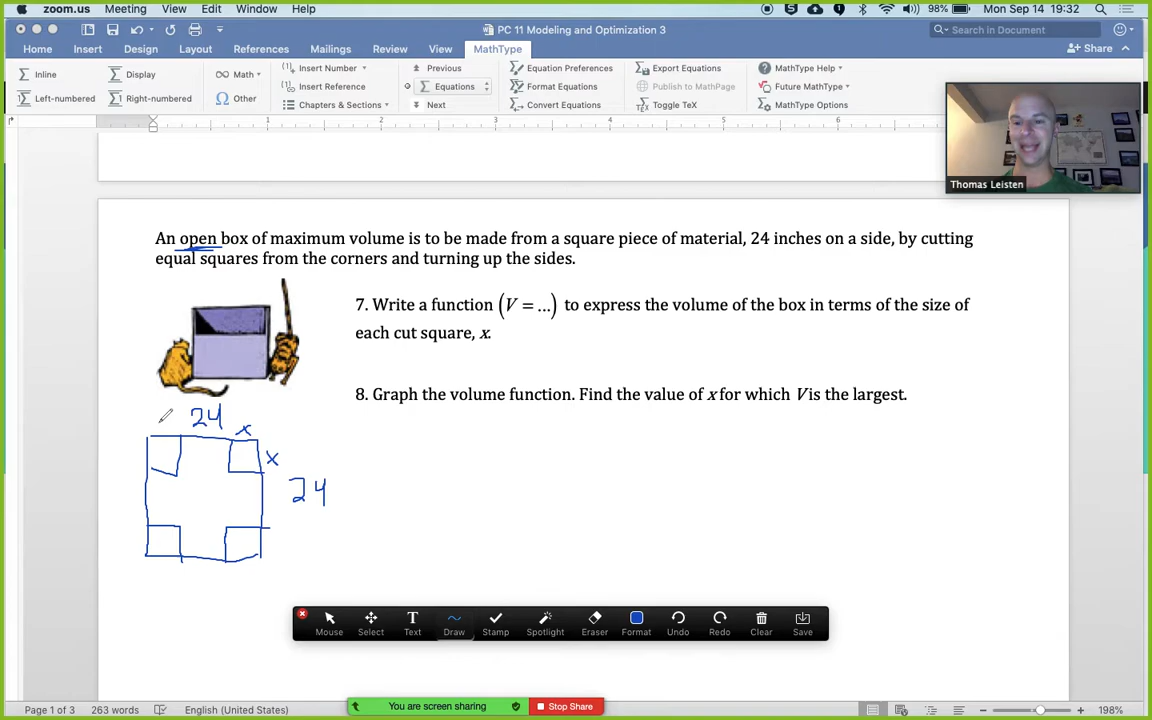 zoom.us Meeting View Edit Window Help 98% Mon Sep 14 19:32
PC 11 Modeling and Optimization 3
Search in Document
Home Insert Design Layout References Mailings Review View MathType
Share
Inline Display Math Insert Number Previous Equation Preferences Export Equations MathType Help
Insert Reference Equations Format Equations Publish to MathPage Future MathType
Left-numbered Right-numbered Other Chapters & Sections Next Convert Equations Toggle TeX MathType Options
1 2 3 4 5 6
Thomas Leisten
An open box of maximum volume is to be made from a square piece of material, 24 inches on a side, by cutting
equal squares from the corners and turning up the sides.
7. Write a function (V = ...) to express the volume of the box in terms of the size of
each cut square, x.
8. Graph the volume function. Find the value of x for which V is the largest.
24
x
x
24
Mouse Select Text Draw Stamp Spotlight Eraser Format Undo Redo Clear Save
You are screen sharing Stop Share
Page 1 of 3 263 words English (United States) 198%